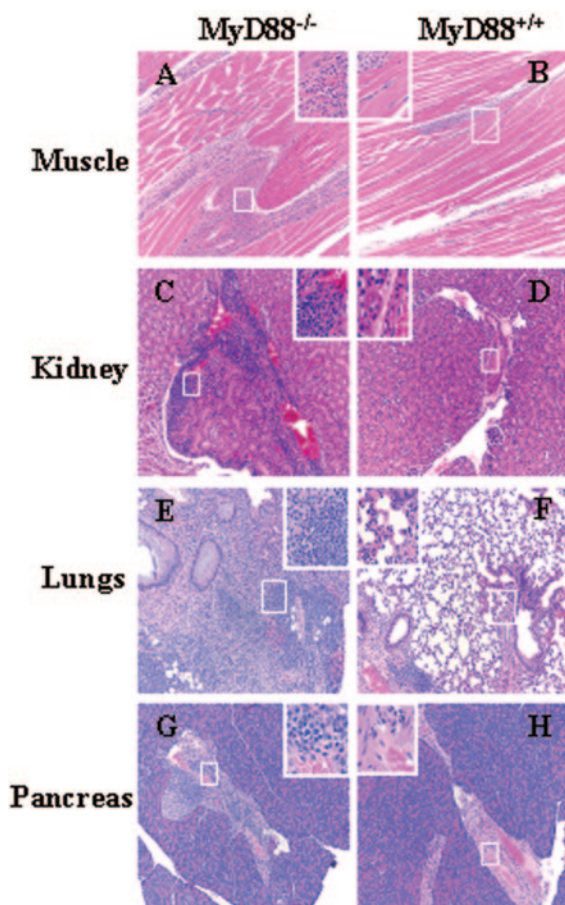 MyD88-/- MyD88+/+
A B
Muscle
C D
Kidney
E F
Lungs
G H
Pancreas